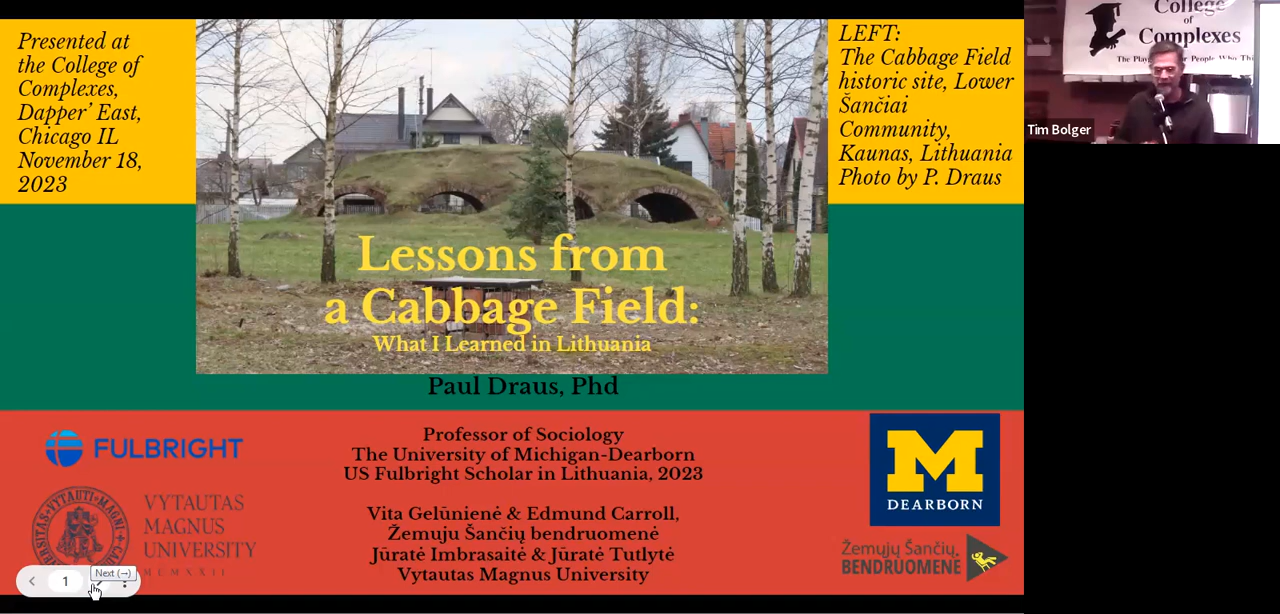 Presented at
the College of
Complexes,
Dapper’ East,
Chicago IL
November 18,
2023
LEFT:
The Cabbage Field
historic site, Lower
Šančiai
Community,
Kaunas, Lithuania
Photo by P. Draus
College
of
Complexes
Tim Bolger
Lessons from
a Cabbage Field:
What I Learned in Lithuania
Paul Draus, Phd
FULBRIGHT
VYTAUTAS
MAGNUS
UNIVERSITY
MCMXXII
Professor of Sociology
The University of Michigan-Dearborn
US Fulbright Scholar in Lithuania, 2023
Vita Gelūnienė & Edmund Carroll,
Žemuju Šančių bendruomenė
Jūratė Imbrasaitė & Jūratė Tutlytė
Vytautas Magnus University
M
DEARBORN
Žemųjų Šančių,
BENDRUOMENĖ
1
Next (→)